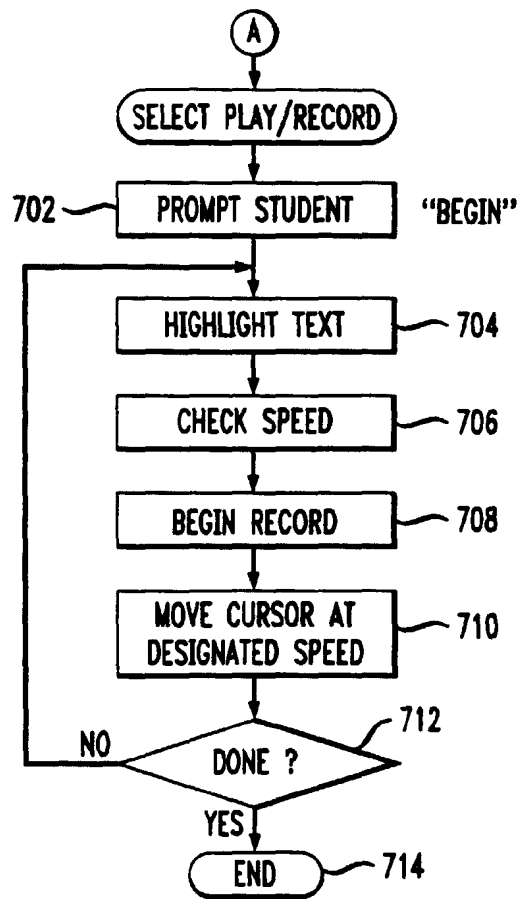 A
SELECT PLAY/RECORD
702 PROMPT STUDENT "BEGIN"
HIGHLIGHT TEXT 704
CHECK SPEED 706
BEGIN RECORD 708
MOVE CURSOR AT
DESIGNATED SPEED 710
712
NO DONE ?
YES
END 714